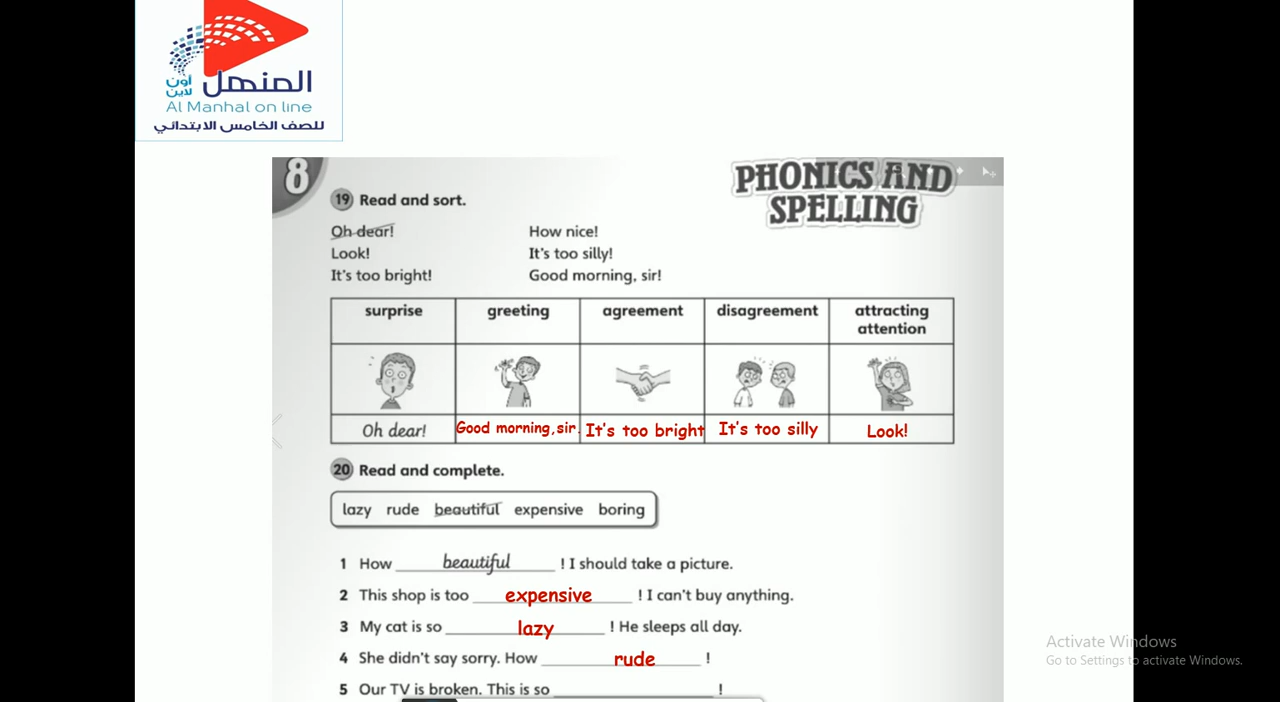 المنهل
أون لاين
Al Manhal on line
للصف الخامس الابتدائي
8
PHONICS AND
SPELLING
19 Read and sort.
Oh dear! How nice!
Look! It's too silly!
It's too bright! Good morning, sir!
surprise greeting agreement disagreement attracting attention
Oh dear! Good morning,sir. It's too bright It's too silly Look!
20 Read and complete.
lazy rude beautiful expensive boring
1 How beautiful ! I should take a picture.
2 This shop is too expensive ! I can't buy anything.
3 My cat is so lazy ! He sleeps all day.
4 She didn't say sorry. How rude !
5 Our TV is broken. This is so ____________ !
Activate Windows
Go to Settings to activate Windows.